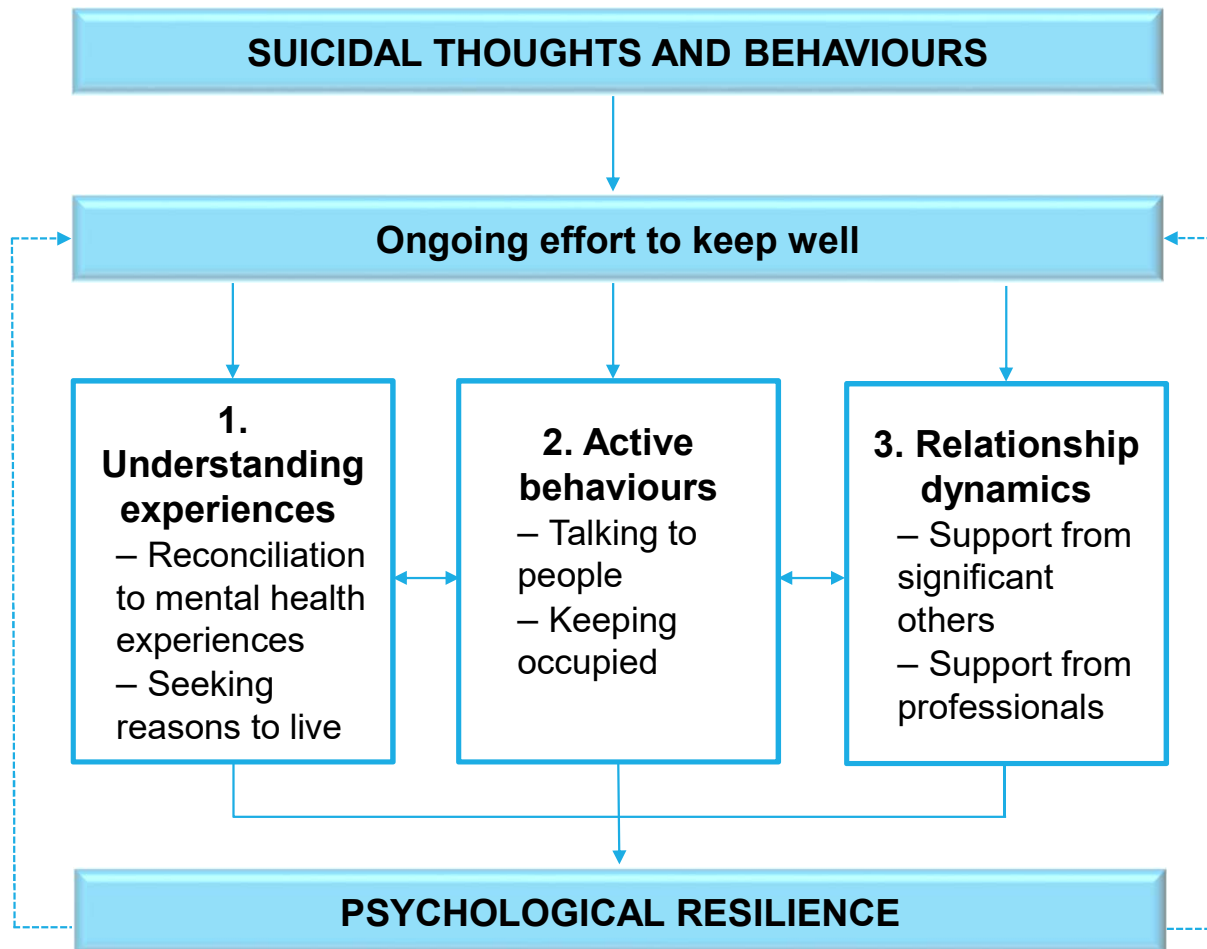 SUICIDAL THOUGHTS AND BEHAVIOURS
Ongoing effort to keep well
1.
Understanding
experiences
– Reconciliation
to mental health
experiences
– Seeking
reasons to live
2. Active
behaviours
– Talking to
people
– Keeping
occupied
3. Relationship
dynamics
– Support from
significant
others
– Support from
professionals
PSYCHOLOGICAL RESILIENCE